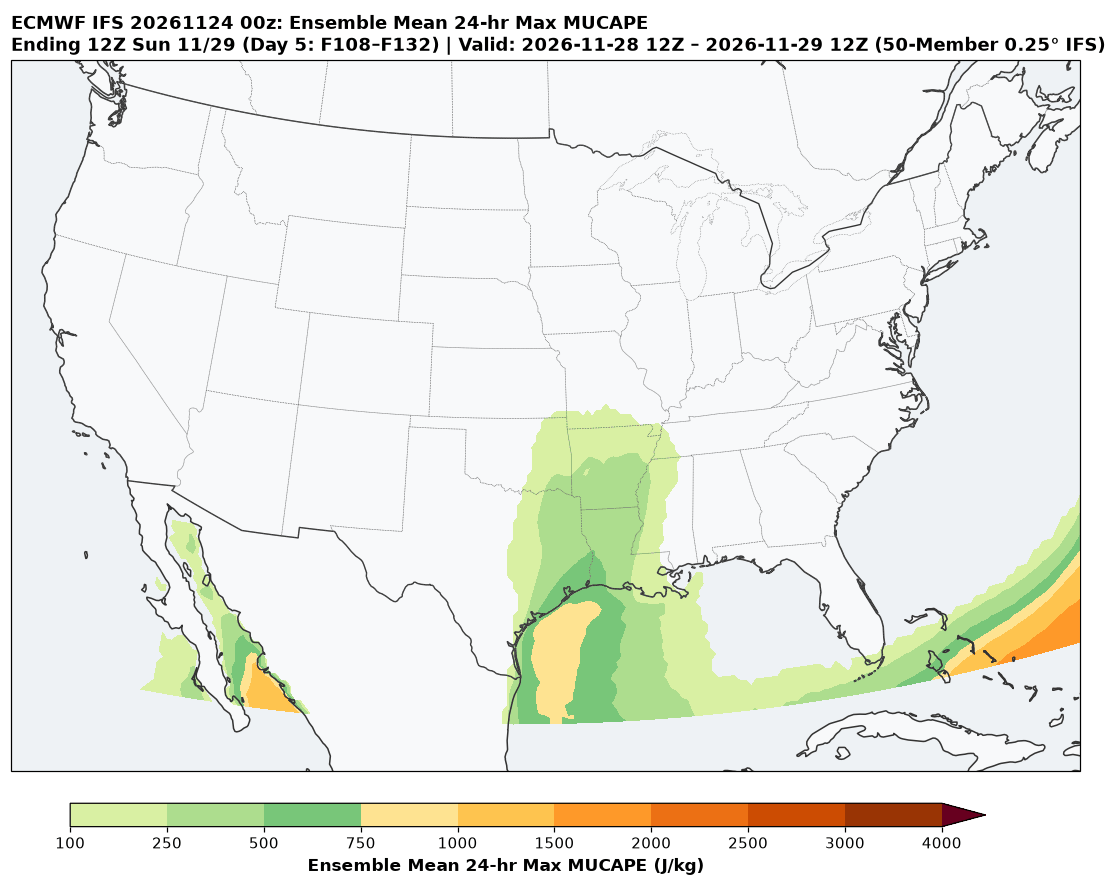 ECMWF IFS 20261124 00z: Ensemble Mean 24-hr Max MUCAPE
Ending 12Z Sun 11/29 (Day 5: F108–F132) | Valid: 2026-11-28 12Z – 2026-11-29 12Z (50-Member 0.25° IFS)
100 250 500 750 1000 1500 2000 2500 3000 4000
Ensemble Mean 24-hr Max MUCAPE (J/kg)